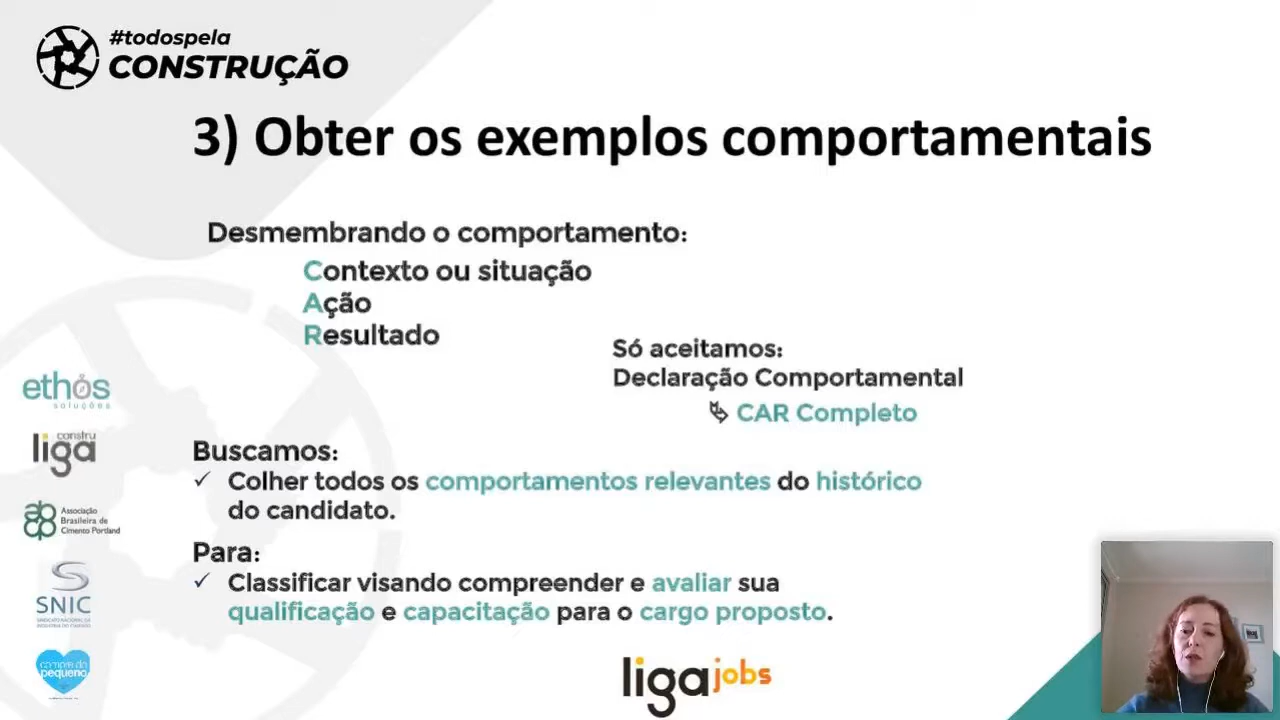 #todospela
CONSTRUÇÃO
3) Obter os exemplos comportamentais
Desmembrando o comportamento:
Contexto ou situação
Ação
Resultado
Só aceitamos:
Declaração Comportamental
CAR Completo
ethos
soluções
constru
liga
Associação
Brasileira de
Cimento Portland
Buscamos:
✓ Colher todos os comportamentos relevantes do histórico
do candidato.
Para:
✓ Classificar visando compreender e avaliar sua
qualificação e capacitação para o cargo proposto.
SNIC
SINDICATO NACIONAL DA
INDÚSTRIA DO CIMENTO
compre do
pequeno
ligajobs